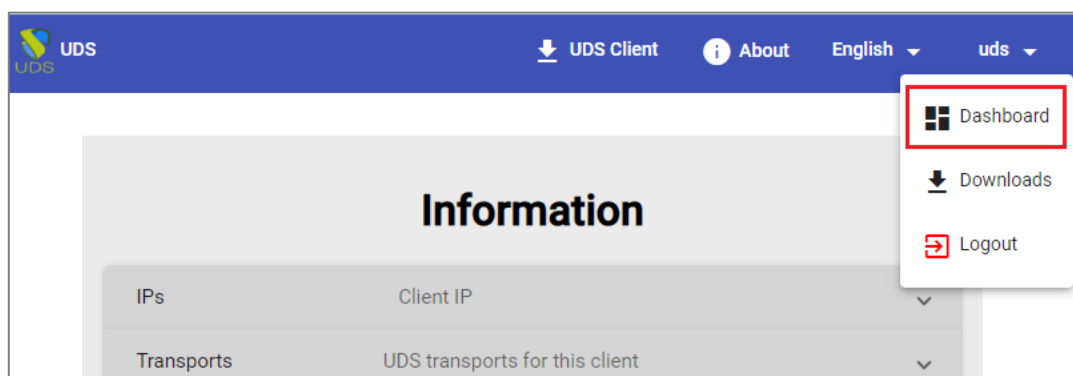 UDS
UDS UDS Client About English uds
Dashboard
Downloads
Logout
Information
IPs Client IP
Transports UDS transports for this client